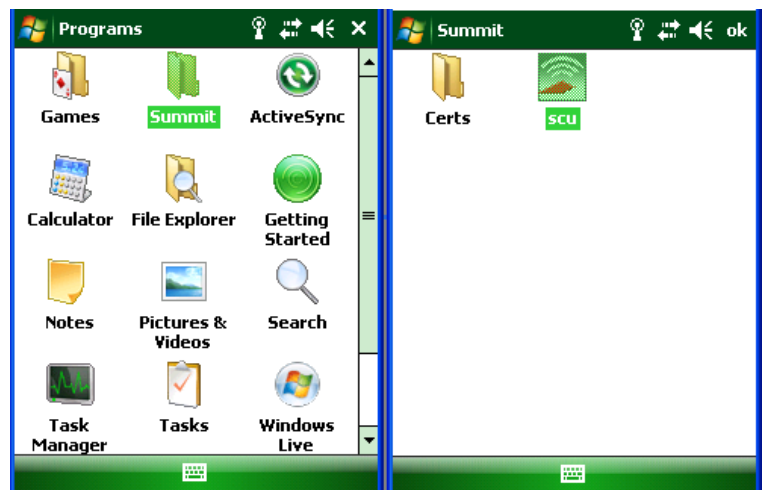 Programs
Games Summit ActiveSync
Calculator File Explorer Getting
Started
Notes Pictures & Search
Videos
Task Tasks Windows
Manager Live
Summit ok
Certs scu